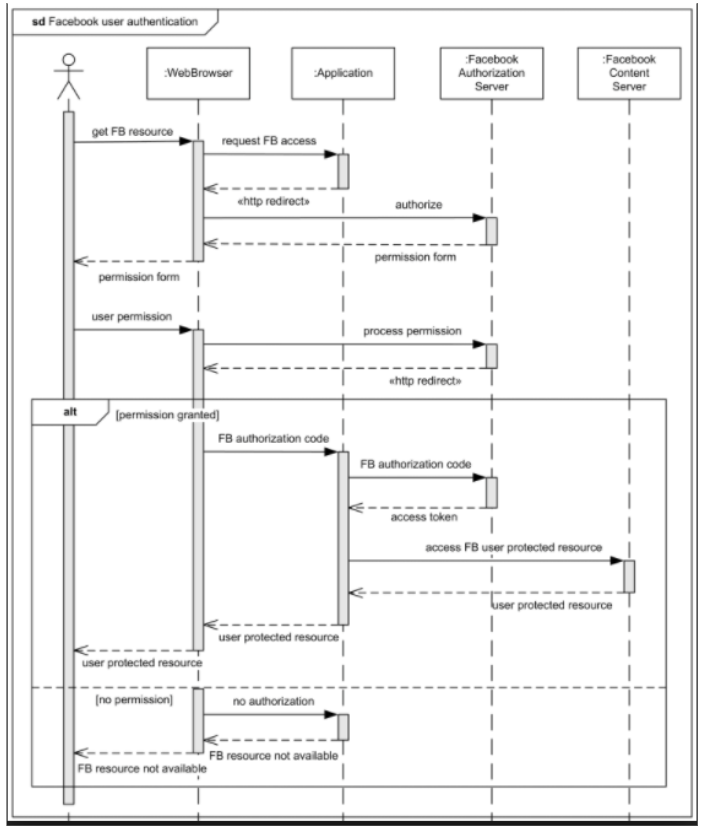 sd Facebook user authentication
:WebBrowser
:Application
:Facebook
Authorization
Server
:Facebook
Content
Server
get FB resource
request FB access
«http redirect»
authorize
permission form
permission form
user permission
process permission
«http redirect»
alt
[permission granted]
FB authorization code
FB authorization code
access token
access FB user protected resource
user protected resource
user protected resource
user protected resource
[no permission]
no authorization
FB resource not available
FB resource not available